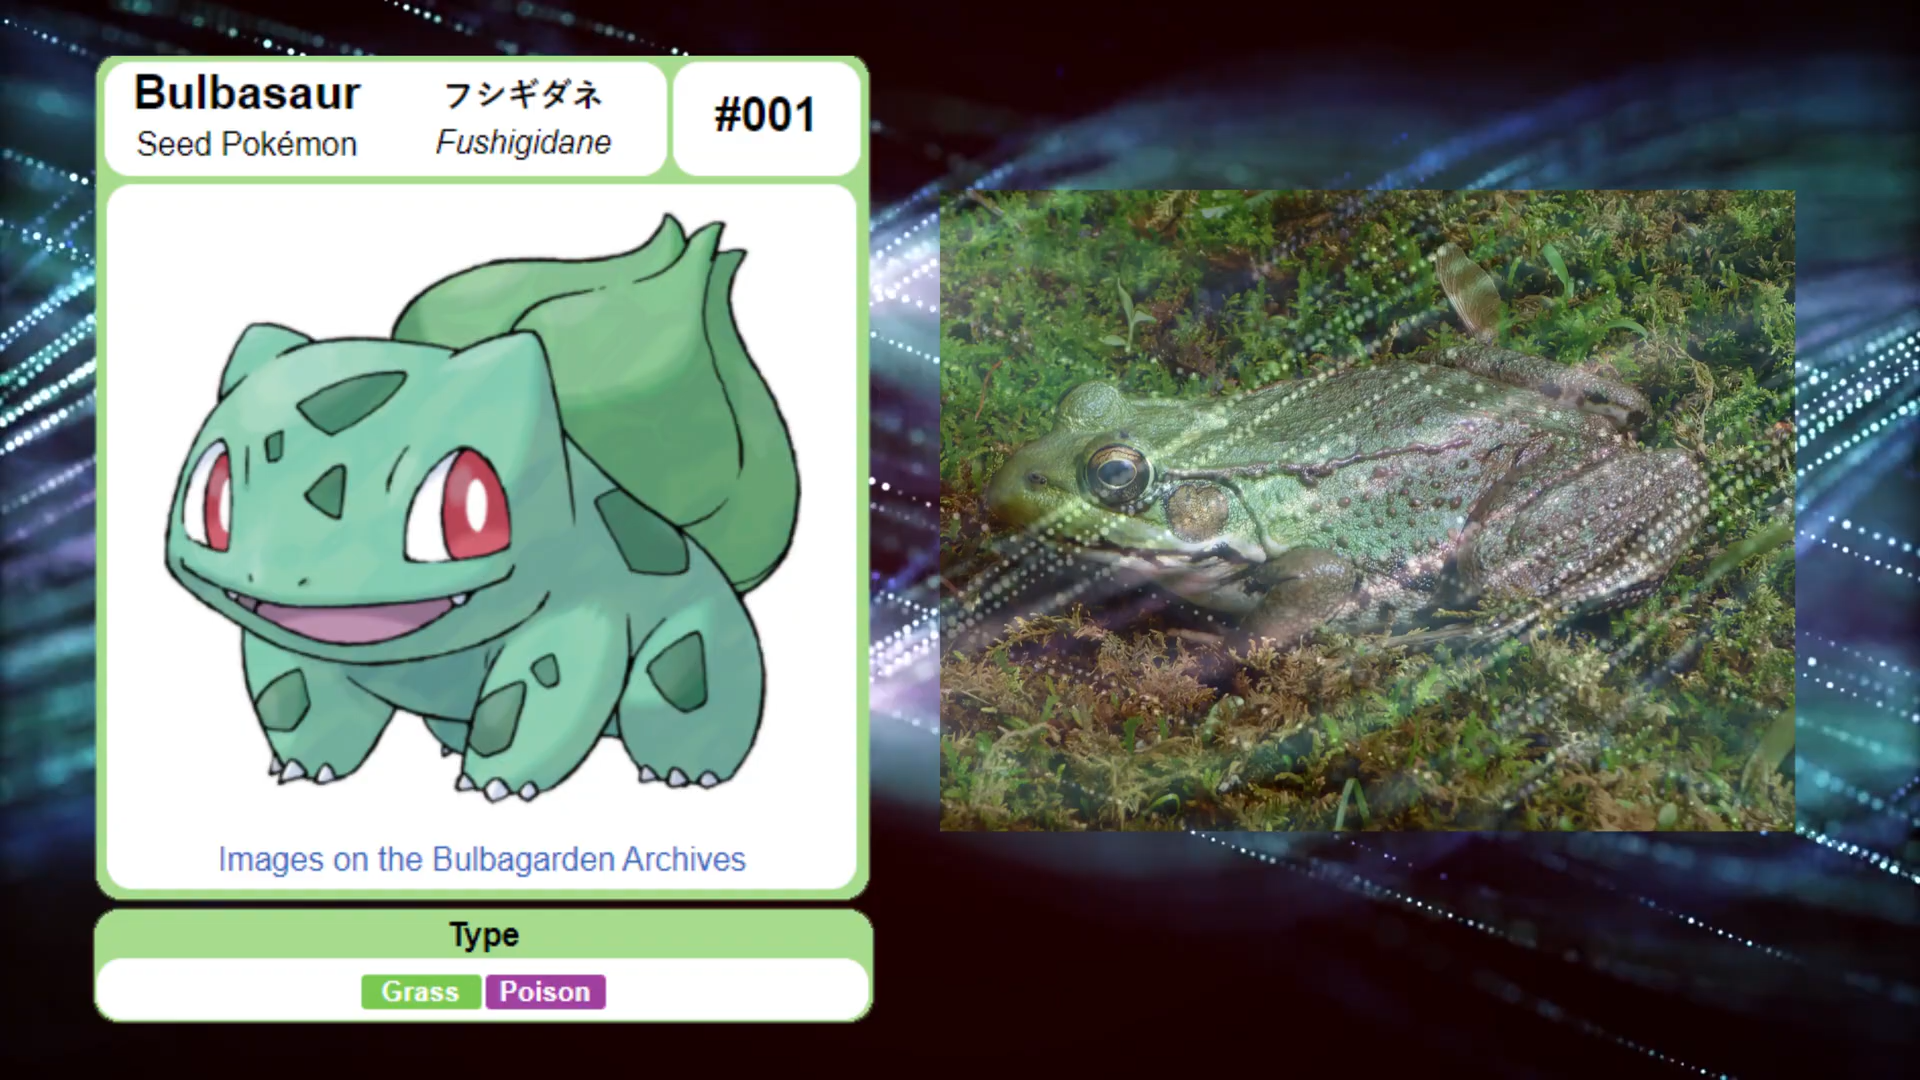 Bulbasaur
Seed Pokémon
フシギダネ
Fushigidane
#001
Images on the Bulbagarden Archives
Type
Grass Poison